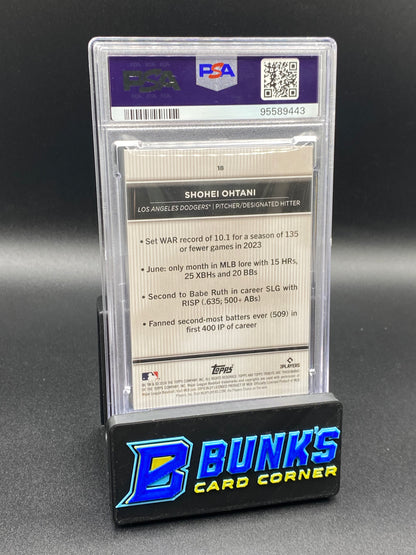 PSA
PSA
95589443
18
SHOHEI OHTANI
LOS ANGELES DODGERS® | PITCHER/DESIGNATED HITTER
• Set WAR record of 10.1 for a season of 135
or fewer games in 2023
• June: only month in MLB lore with 15 HRs,
25 XBHs and 20 BBs
• Second to Babe Ruth in career SLG with
RISP (.635; 500+ ABs)
• Fanned second-most batters ever (509) in
first 400 IP of career
Topps
PLAYERS
B BUNK'S
CARD CORNER